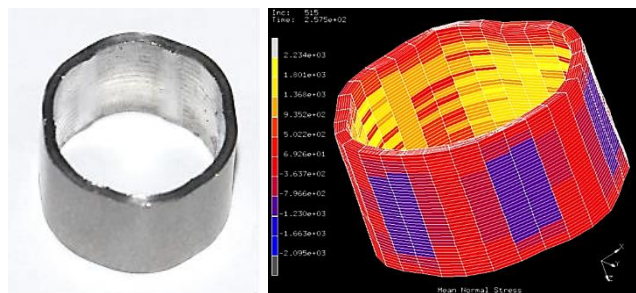 Inc: 515
Time: 2.575e+02
2.234e+03
1.801e+03
1.368e+03
9.352e+02
5.022e+02
6.926e+01
-3.637e+02
-7.966e+02
-1.230e+03
-1.663e+03
-2.095e+03
X
Y
Mean Normal Stress